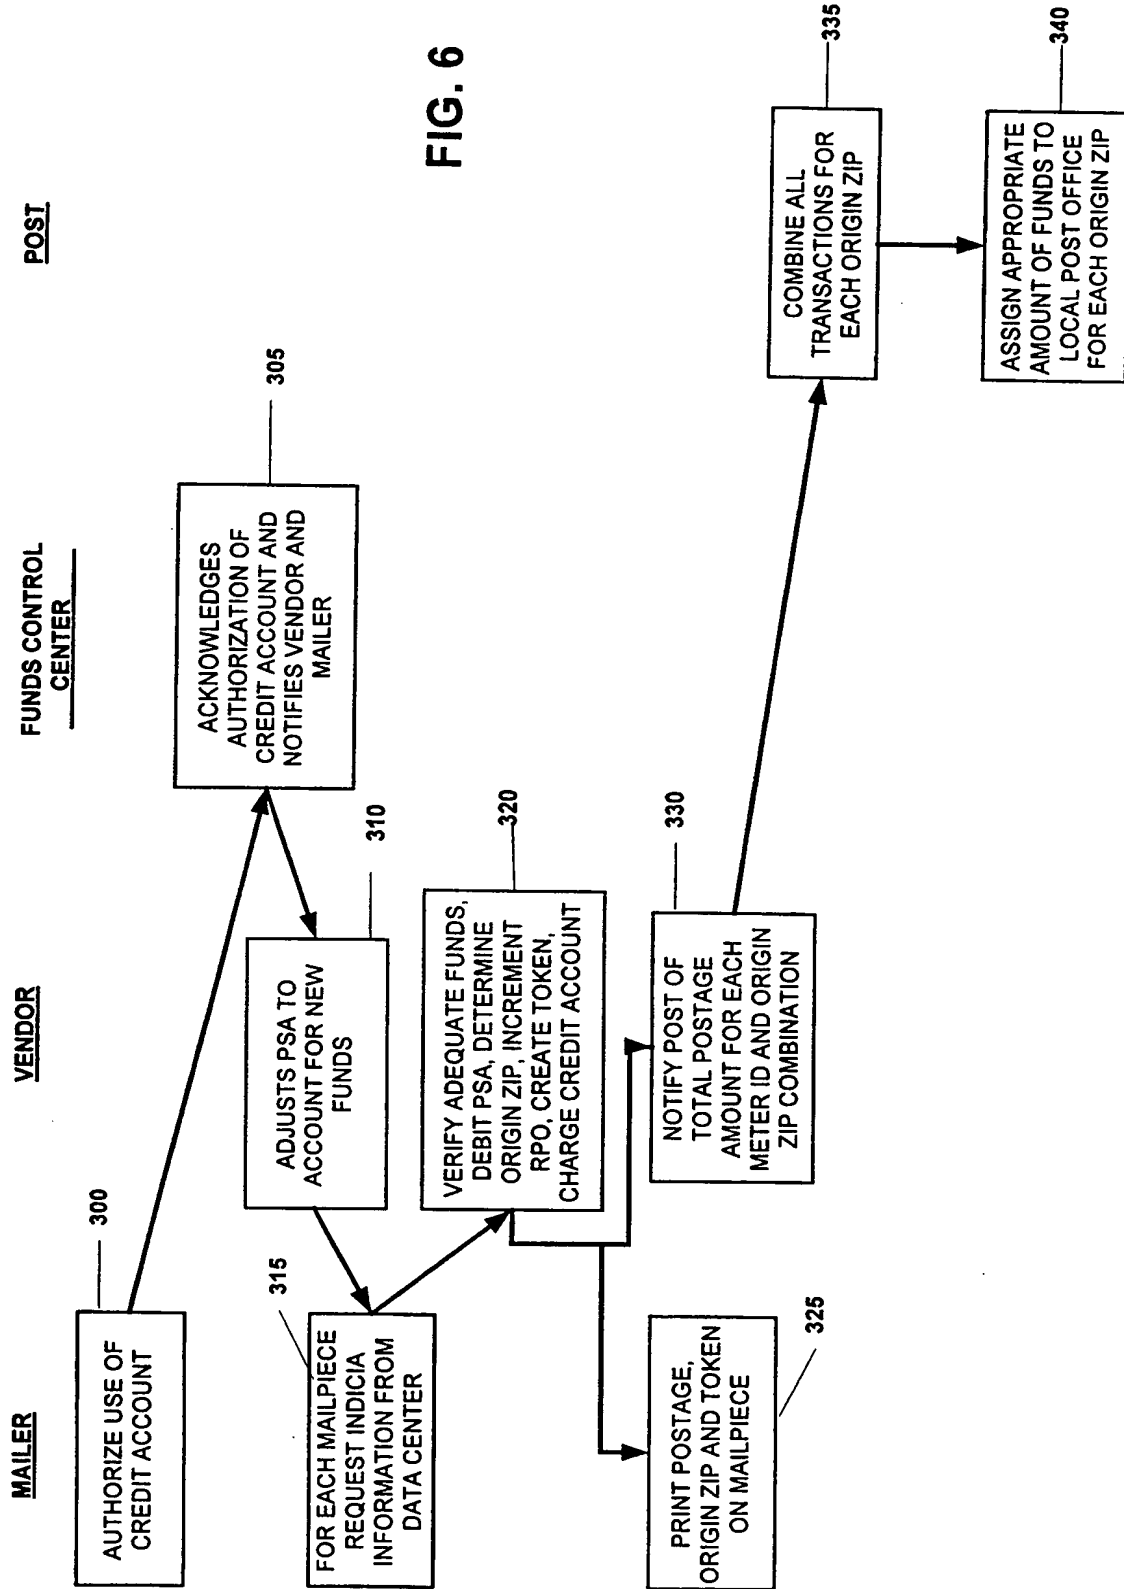 MAILER
VENDOR
FUNDS CONTROL
CENTER
POST
300
AUTHORIZE USE OF
CREDIT ACCOUNT
305
ACKNOWLEDGES
AUTHORIZATION OF
CREDIT ACCOUNT AND
NOTIFIES VENDOR AND
MAILER
310
ADJUSTS PSA TO
ACCOUNT FOR NEW
FUNDS
315
FOR EACH MAILPIECE
REQUEST INDICIA
INFORMATION FROM
DATA CENTER
320
VERIFY ADEQUATE FUNDS,
DEBIT PSA, DETERMINE
ORIGIN ZIP, INCREMENT
RPO, CREATE TOKEN,
CHARGE CREDIT ACCOUNT
FIG. 6
325
PRINT POSTAGE,
ORIGIN ZIP AND TOKEN
ON MAILPIECE
330
NOTIFY POST OF
TOTAL POSTAGE
AMOUNT FOR EACH
METER ID AND ORIGIN
ZIP COMBINATION
335
COMBINE ALL
TRANSACTIONS FOR
EACH ORIGIN ZIP
340
ASSIGN APPROPRIATE
AMOUNT OF FUNDS TO
LOCAL POST OFFICE
FOR EACH ORIGIN ZIP